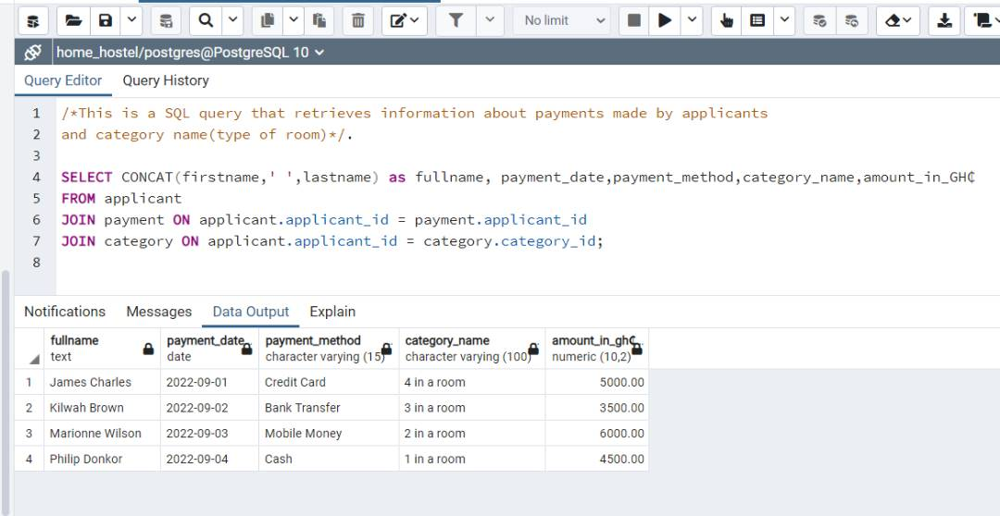 No limit
home_hostel/postgres@PostgreSQL 10
Query Editor Query History
1 /*This is a SQL query that retrieves information about payments made by applicants
2 and category name(type of room)*/.
3
4 SELECT CONCAT(firstname,' ',lastname) as fullname, payment_date,payment_method,category_name,amount_in_GH₵
5 FROM applicant
6 JOIN payment ON applicant.applicant_id = payment.applicant_id
7 JOIN category ON applicant.applicant_id = category.category_id;
8
Notifications Messages Data Output Explain
fullname payment_date payment_method category_name amount_in_gh₵
text date character varying (15) character varying (100) numeric (10,2)
1 James Charles 2022-09-01 Credit Card 4 in a room 5000.00
2 Kilwah Brown 2022-09-02 Bank Transfer 3 in a room 3500.00
3 Marionne Wilson 2022-09-03 Mobile Money 2 in a room 6000.00
4 Philip Donkor 2022-09-04 Cash 1 in a room 4500.00